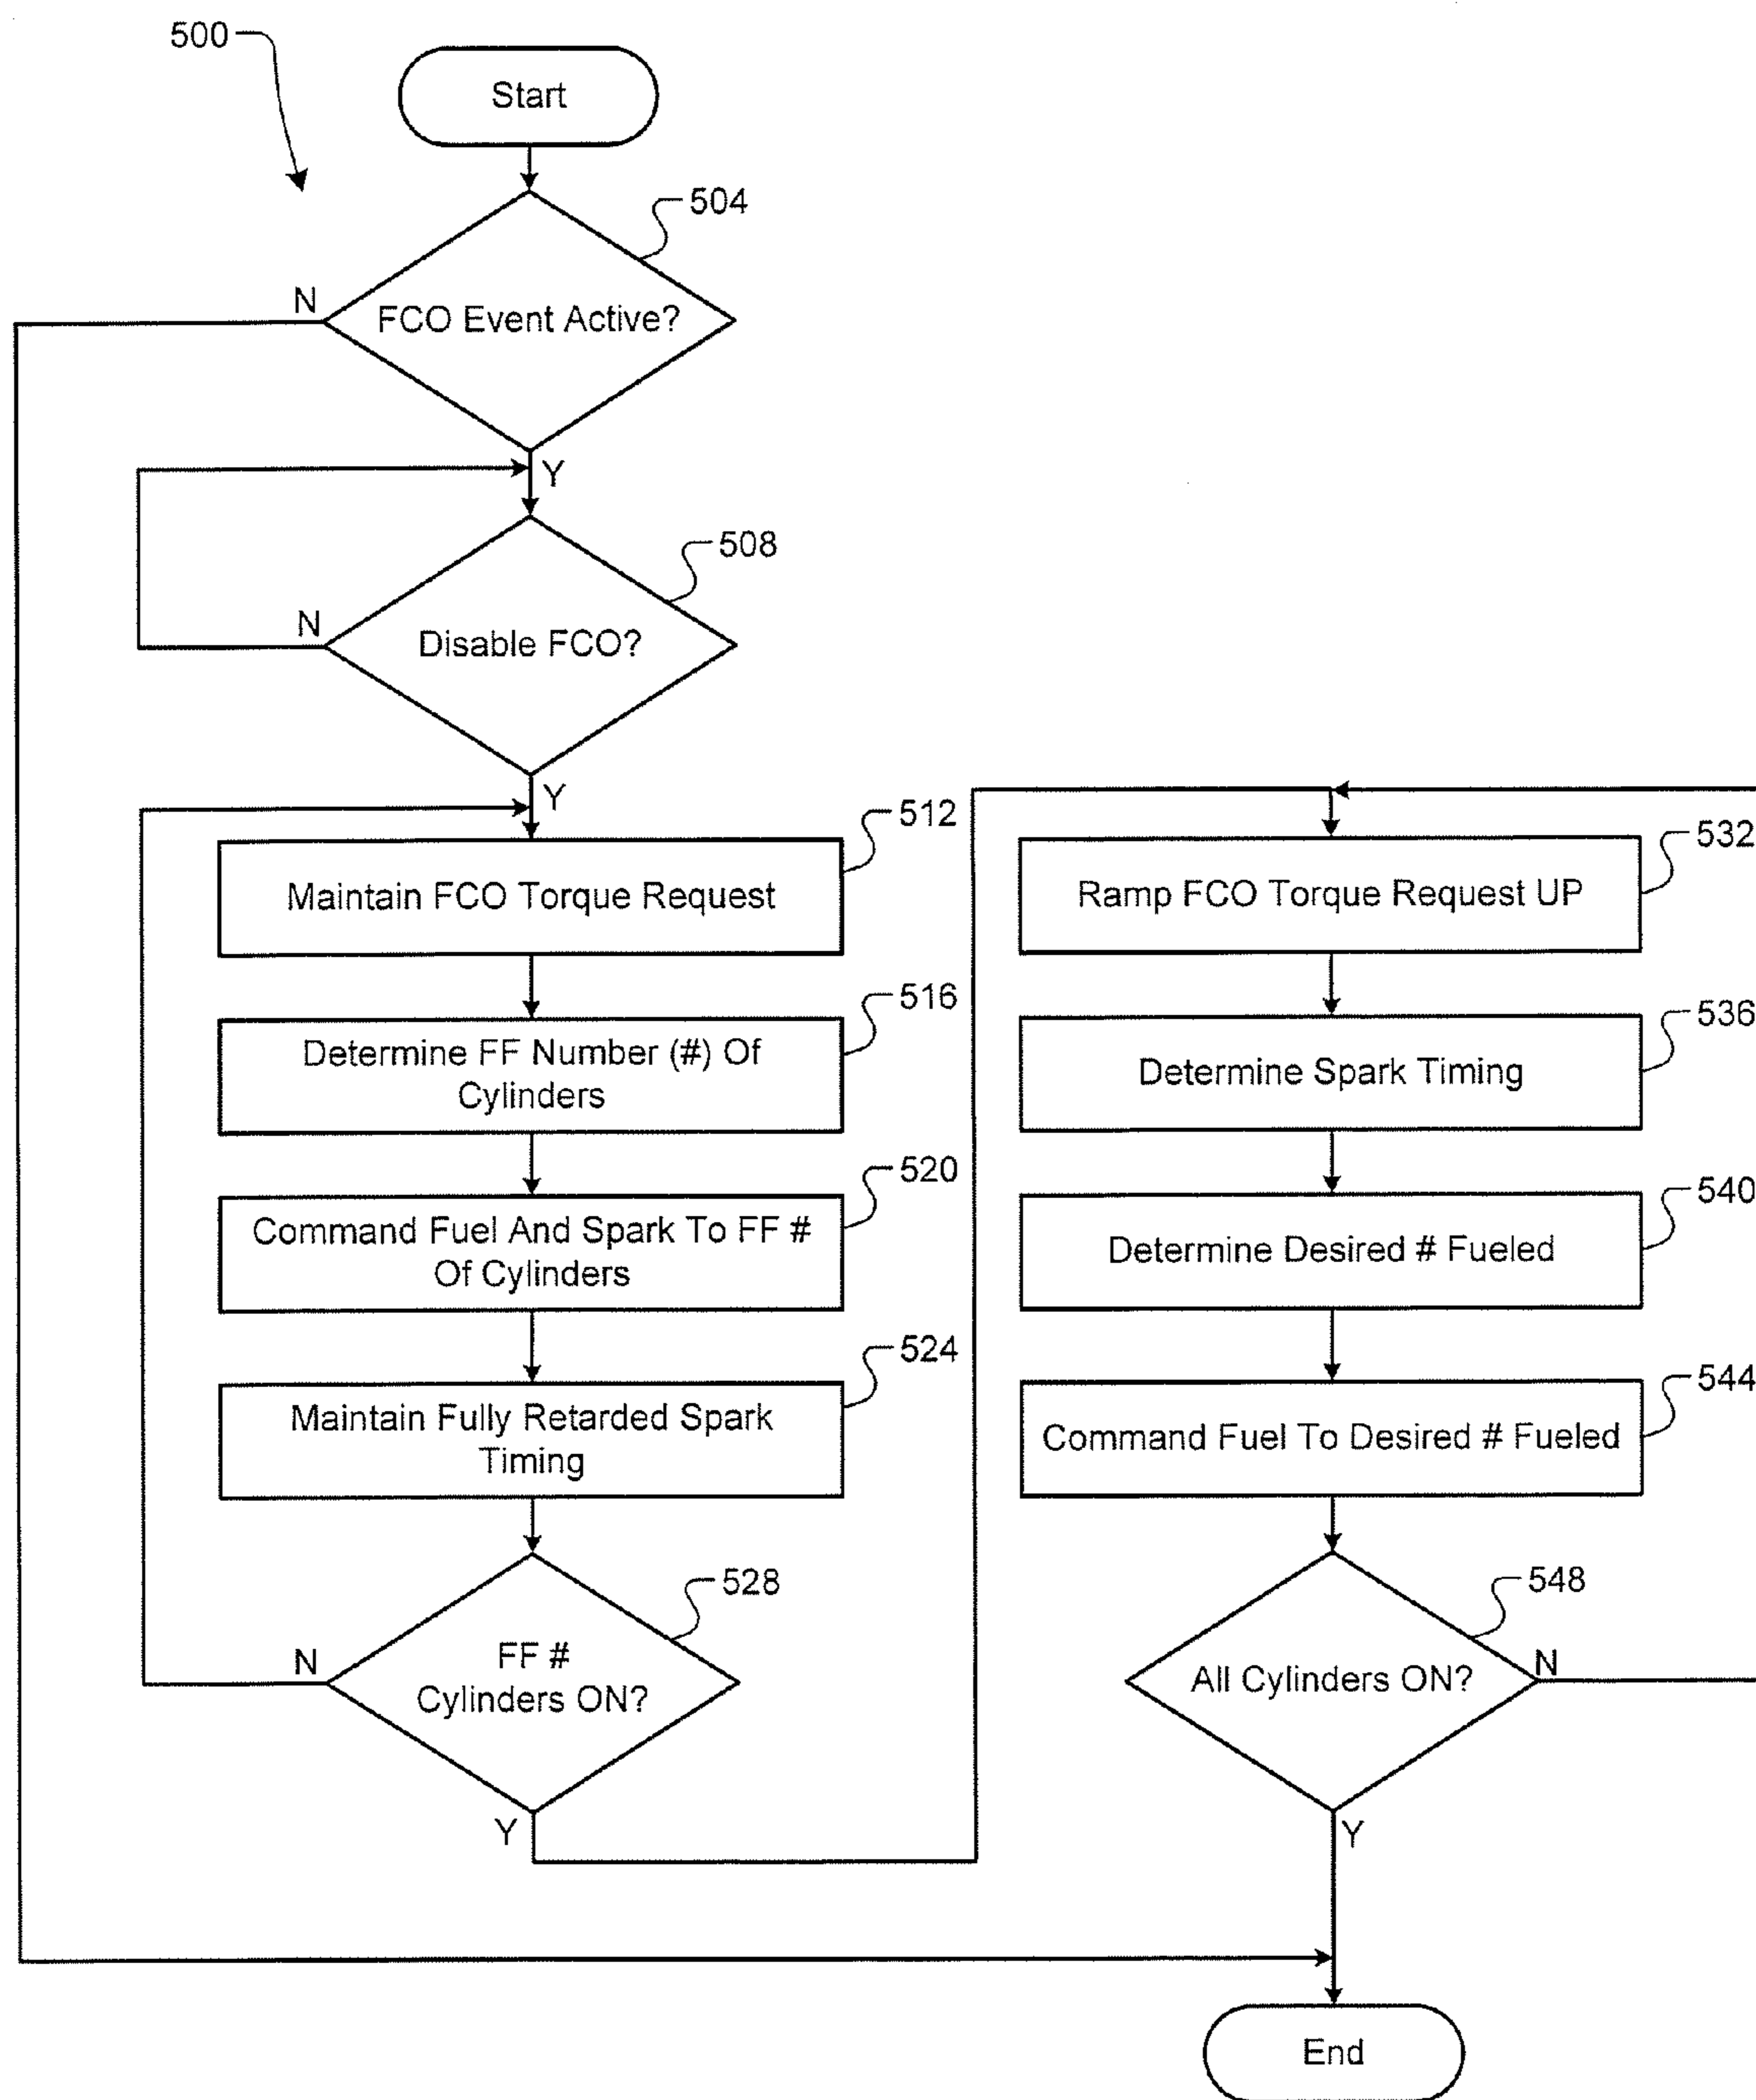 500
Start
504
FCO Event Active?
N
Y
508
Disable FCO?
N
Y
512
Maintain FCO Torque Request
516
Determine FF Number (#) Of
Cylinders
520
Command Fuel And Spark To FF #
Of Cylinders
524
Maintain Fully Retarded Spark
Timing
528
FF #
Cylinders ON?
N
Y
532
Ramp FCO Torque Request UP
536
Determine Spark Timing
540
Determine Desired # Fueled
544
Command Fuel To Desired # Fueled
548
All Cylinders ON?
N
Y
End